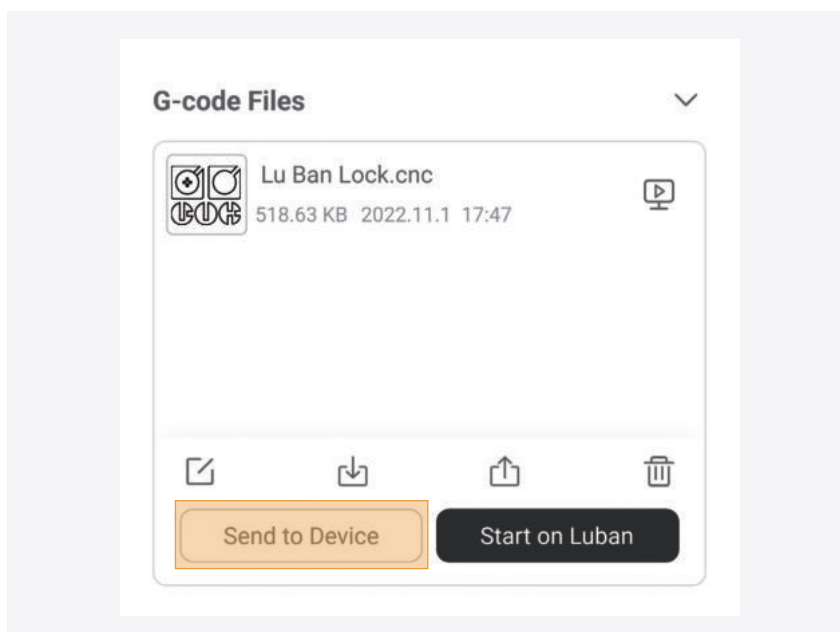 G-code Files
Lu Ban Lock.cnc
518.63 KB 2022.11.1 17:47
Send to Device
Start on Luban